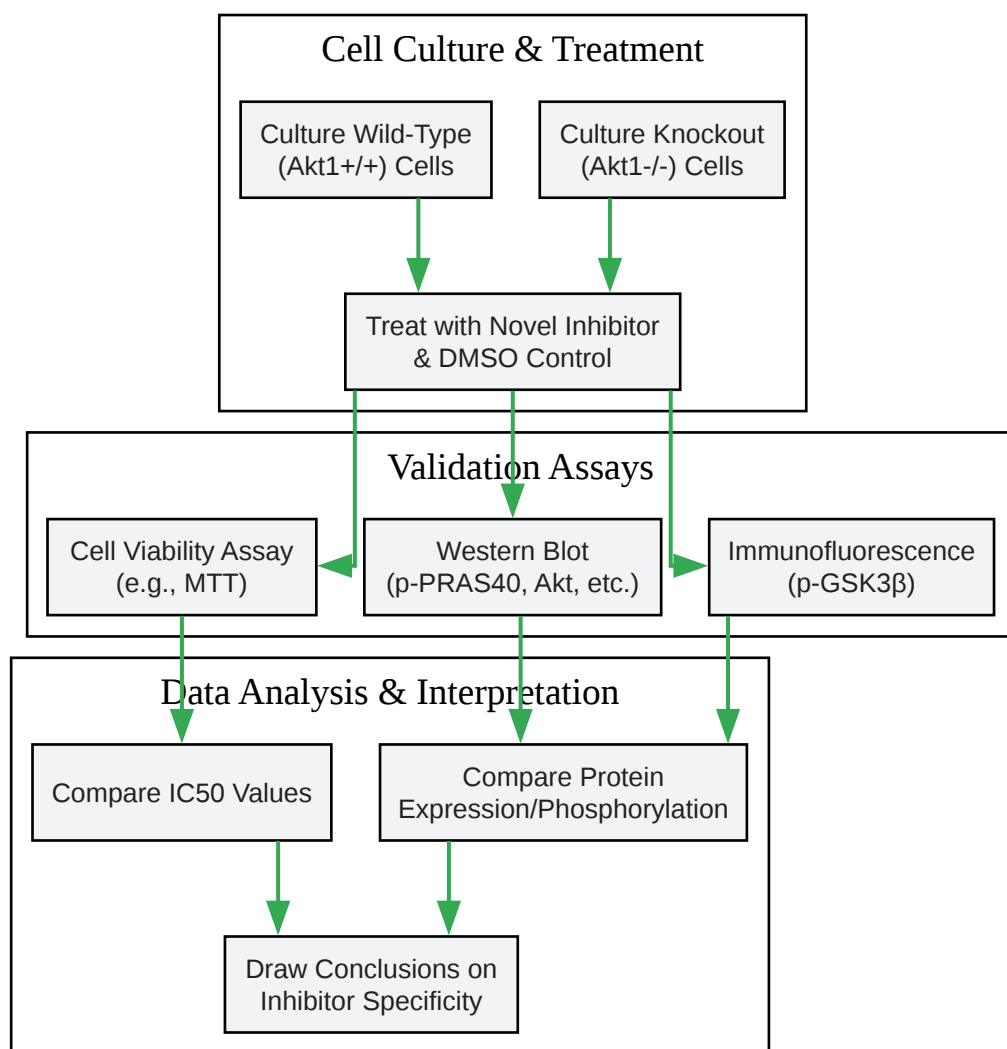 Cell Culture & Treatment
Culture Wild-Type
(Akt1+/+) Cells
Culture Knockout
(Akt1-/-) Cells
Treat with Novel Inhibitor
& DMSO Control
Validation Assays
Cell Viability Assay
(e.g., MTT)
Western Blot
(p-PRAS40, Akt, etc.)
Immunofluorescence
(p-GSK3β)
Data Analysis & Interpretation
Compare IC50 Values
Compare Protein
Expression/Phosphorylation
Draw Conclusions on
Inhibitor Specificity